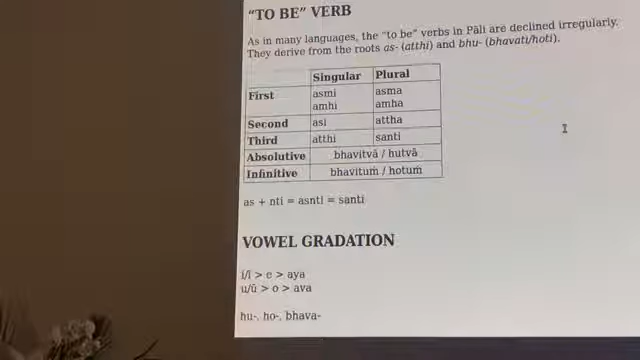 "TO BE" VERB
As in many languages, the "to be" verbs in Pāli are declined irregularly.
They derive from the roots as- (atthi) and bhu- (bhavati/hoti).
Singular Plural
First asmi asma
amhi amha
Second asi attha
Third atthi santi
Absolutive bhavitvā / hutvā
Infinitive bhavituṁ / hotuṁ
as + nti = asnti = santi
VOWEL GRADATION
i/ī > e > aya
u/ū > o > ava
hu-, ho-, bhava-